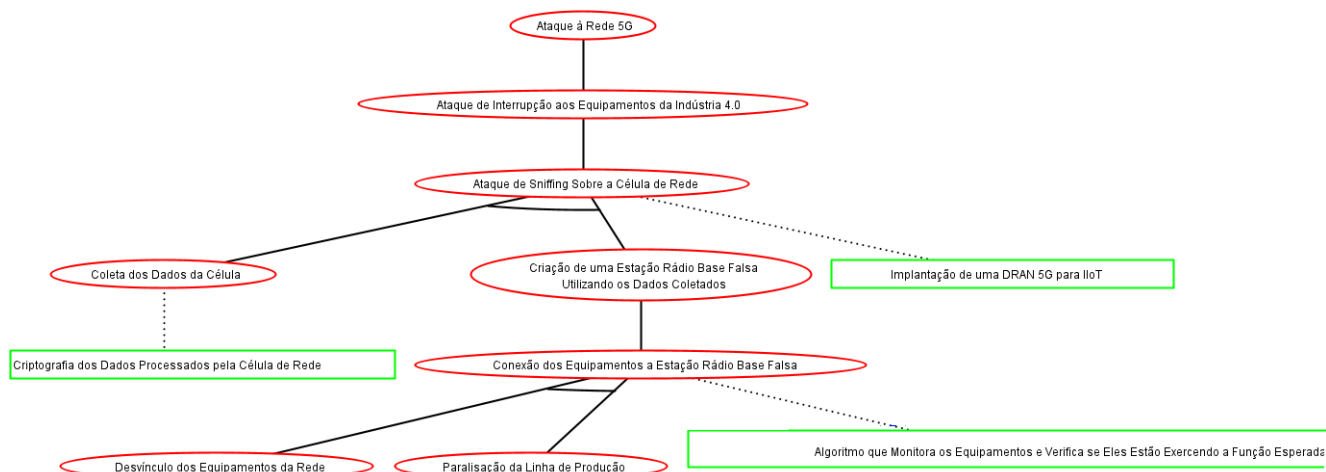 Ataque à Rede 5G
Ataque de Interrupção aos Equipamentos da Indústria 4.0
Ataque de Sniffing Sobre a Célula de Rede
Coleta dos Dados da Célula
Criação de uma Estação Rádio Base Falsa
Utilizando os Dados Coletados
Implantação de uma DRAN 5G para IIoT
Criptografia dos Dados Processados pela Célula de Rede
Conexão dos Equipamentos a Estação Rádio Base Falsa
Algoritmo que Monitora os Equipamentos e Verifica se Eles Estão Exercendo a Função Esperada
Desvínculo dos Equipamentos da Rede
Paralisação da Linha de Produção